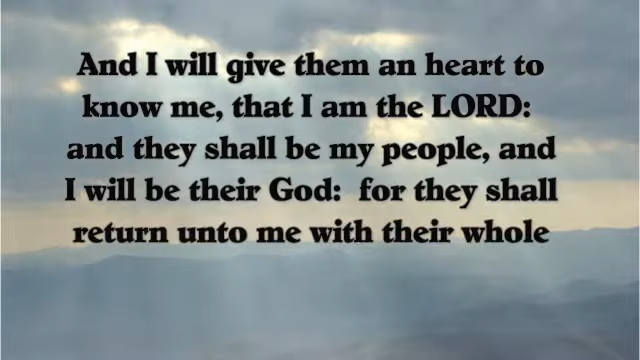 And I will give them an heart to
know me, that I am the LORD:
and they shall be my people, and
I will be their God:  for they shall
return unto me with their whole